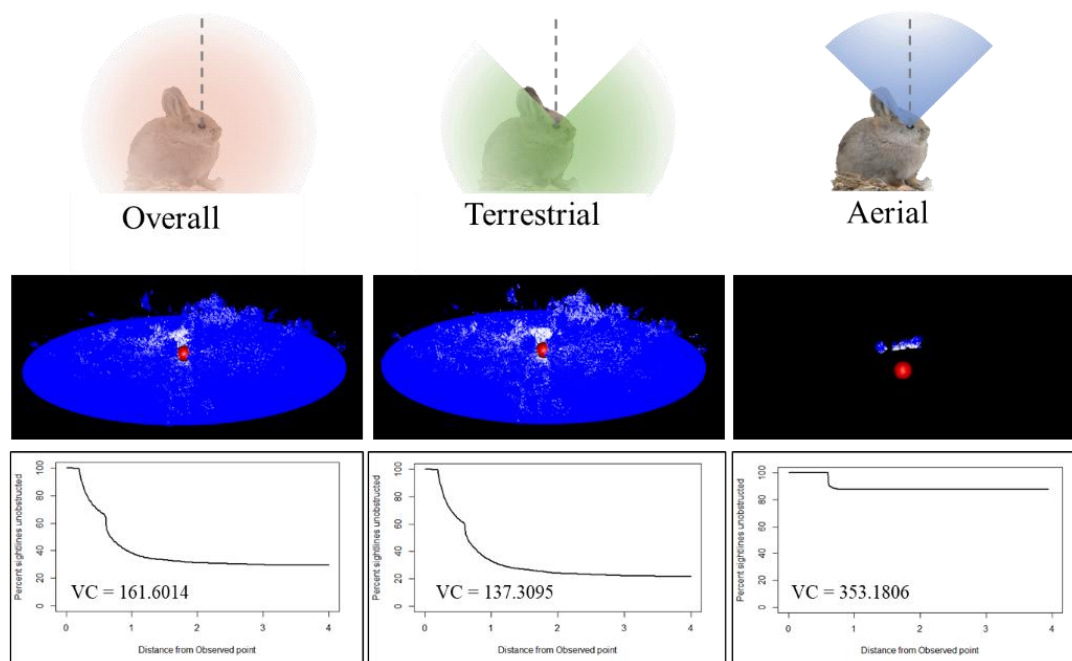 Overall
Terrestrial
Aerial
Percent sightlines unobstructed
0 20 40 60 80 100
VC = 161.6014
0 1 2 3 4
Distance from Observed point
Percent sightlines unobstructed
0 20 40 60 80 100
VC = 137.3095
0 1 2 3 4
Distance from Observed point
Percent sightlines unobstructed
0 20 40 60 80 100
VC = 353.1806
0 1 2 3 4
Distance from Observed point